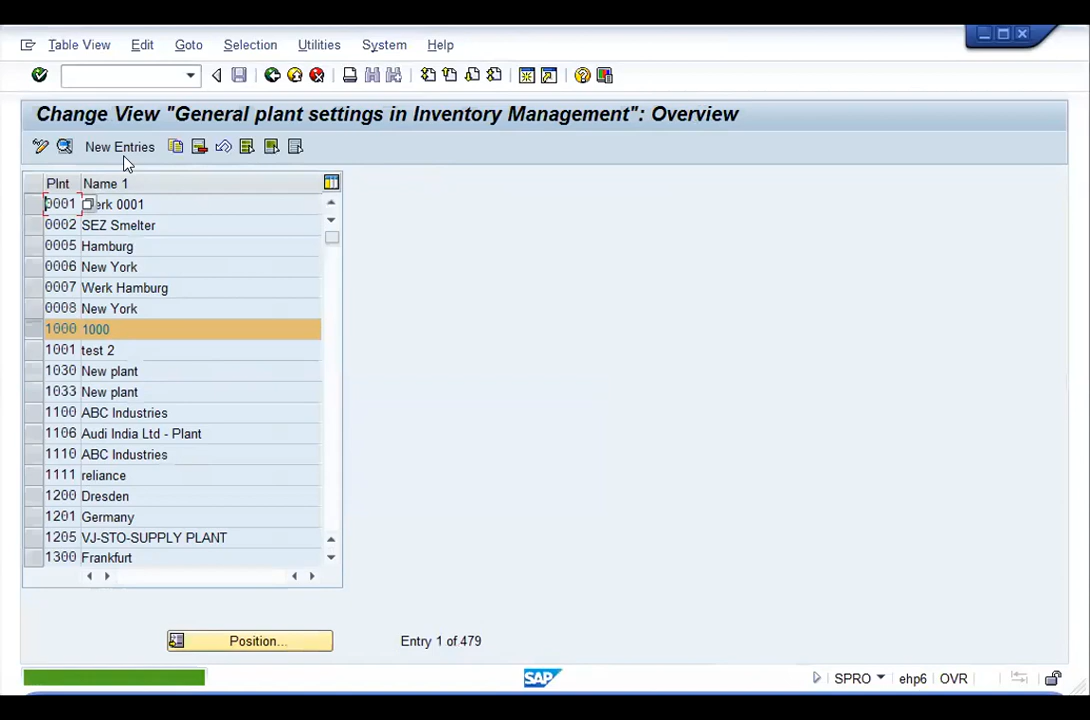 Table View Edit Goto Selection Utilities System Help
Change View "General plant settings in Inventory Management": Overview
New Entries
Plnt Name 1
0001 erk 0001
0002 SEZ Smelter
0005 Hamburg
0006 New York
0007 Werk Hamburg
0008 New York
1000 1000
1001 test 2
1030 New plant
1033 New plant
1100 ABC Industries
1106 Audi India Ltd - Plant
1110 ABC Industries
1111 reliance
1200 Dresden
1201 Germany
1205 VJ-STO-SUPPLY PLANT
1300 Frankfurt
Position... Entry 1 of 479
SAP SPRO ehp6 OVR